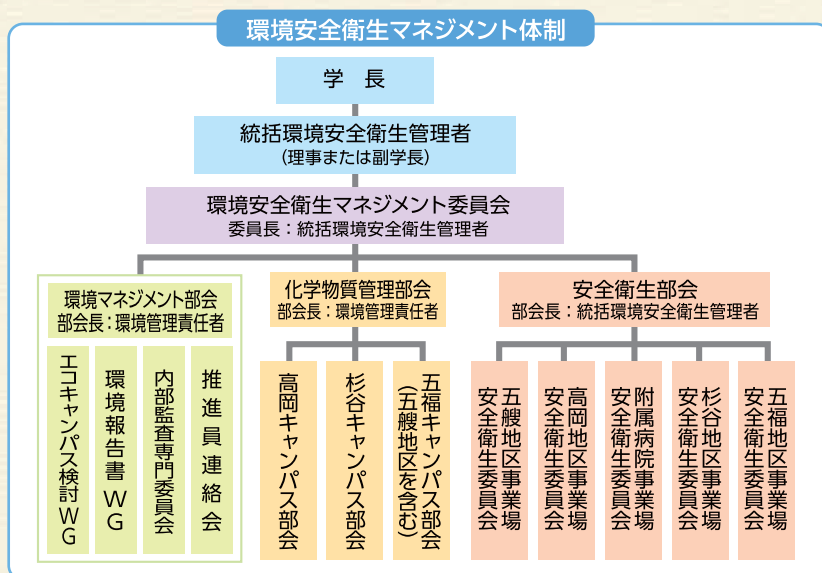 環境安全衛生マネジメント体制
学 長
統括環境安全衛生管理者
（理事または副学長）
環境安全衛生マネジメント委員会
委員長：統括環境安全衛生管理者
環境マネジメント部会
部会長：環境管理責任者
エコキャンパス検討WG
環境報告書WG
内部監査専門委員会
推進員連絡会
化学物質管理部会
部会長：環境管理責任者
高岡キャンパス部会
杉谷キャンパス部会
五福キャンパス部会
（五艘地区を含む）
安全衛生部会
部会長：統括環境安全衛生管理者
五艘地区事業場
安全衛生委員会
高岡地区事業場
安全衛生委員会
附属病院事業場
安全衛生委員会
杉谷地区事業場
安全衛生委員会
五福地区事業場
安全衛生委員会